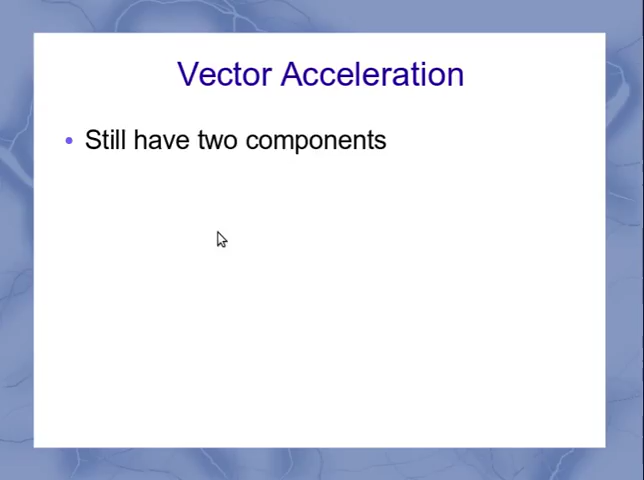 Vector Acceleration
• Still have two components